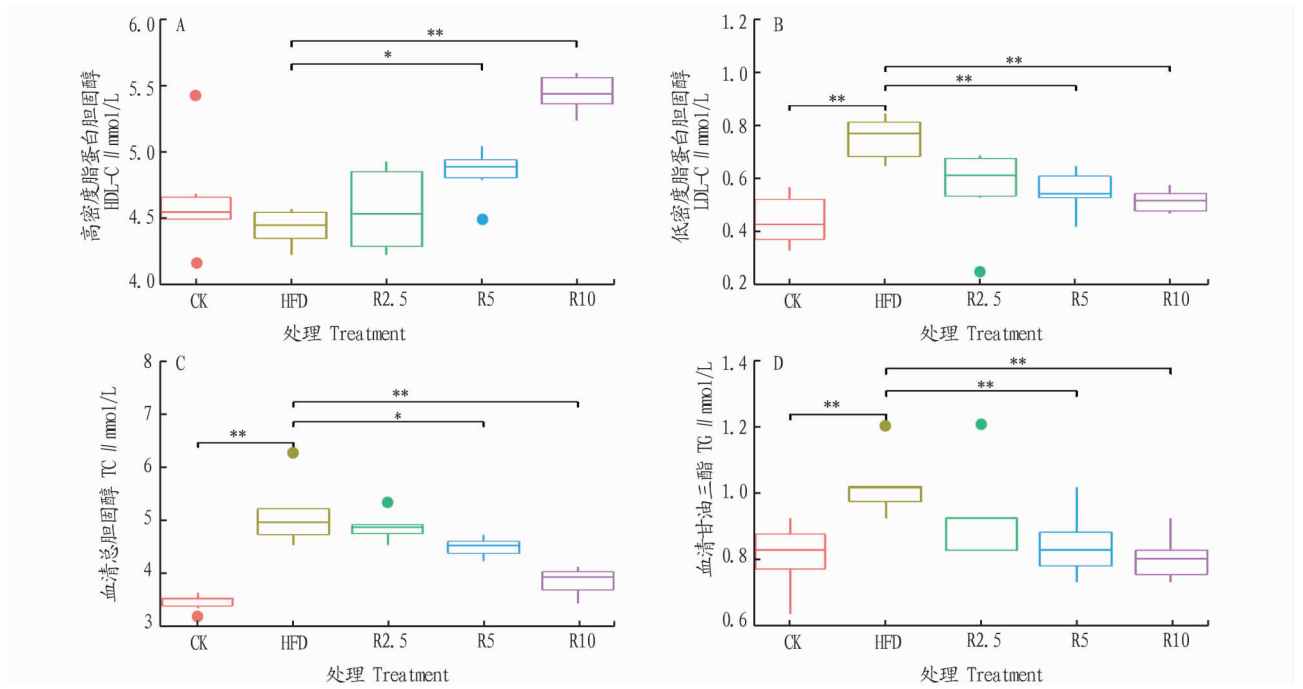 A
高密度脂蛋白胆固醇
HDL-C // mmol/L
6.0
5.5
5.0
4.5
4.0
**
*
CK
HFD
R2.5
R5
R10
处理 Treatment
B
低密度脂蛋白胆固醇
LDL-C // mmol/L
1.2
1.0
0.8
0.6
0.4
0.2
**
**
**
CK
HFD
R2.5
R5
R10
处理 Treatment
C
血清总胆固醇 TC // mmol/L
8
7
6
5
4
3
**
*
**
CK
HFD
R2.5
R5
R10
处理 Treatment
D
血清甘油三酯 TG // mmol/L
1.4
1.2
1.0
0.8
0.6
**
**
**
CK
HFD
R2.5
R5
R10
处理 Treatment